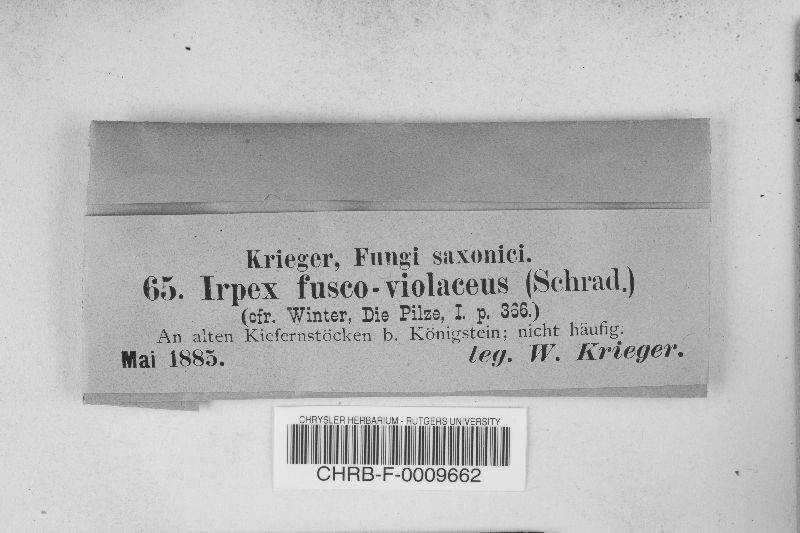 Krieger, Fungi saxonici.
65. Irpex fusco-violaceus (Schrad.)
(cfr. Winter, Die Pilze, I. p. 366.)
An alten Kiefernstöcken b. Königstein; nicht häufig.
Mai 1885. leg. W. Krieger.
CHRYSLER HERBARIUM - RUTGERS UNIVERSITY
CHRB-F-0009662